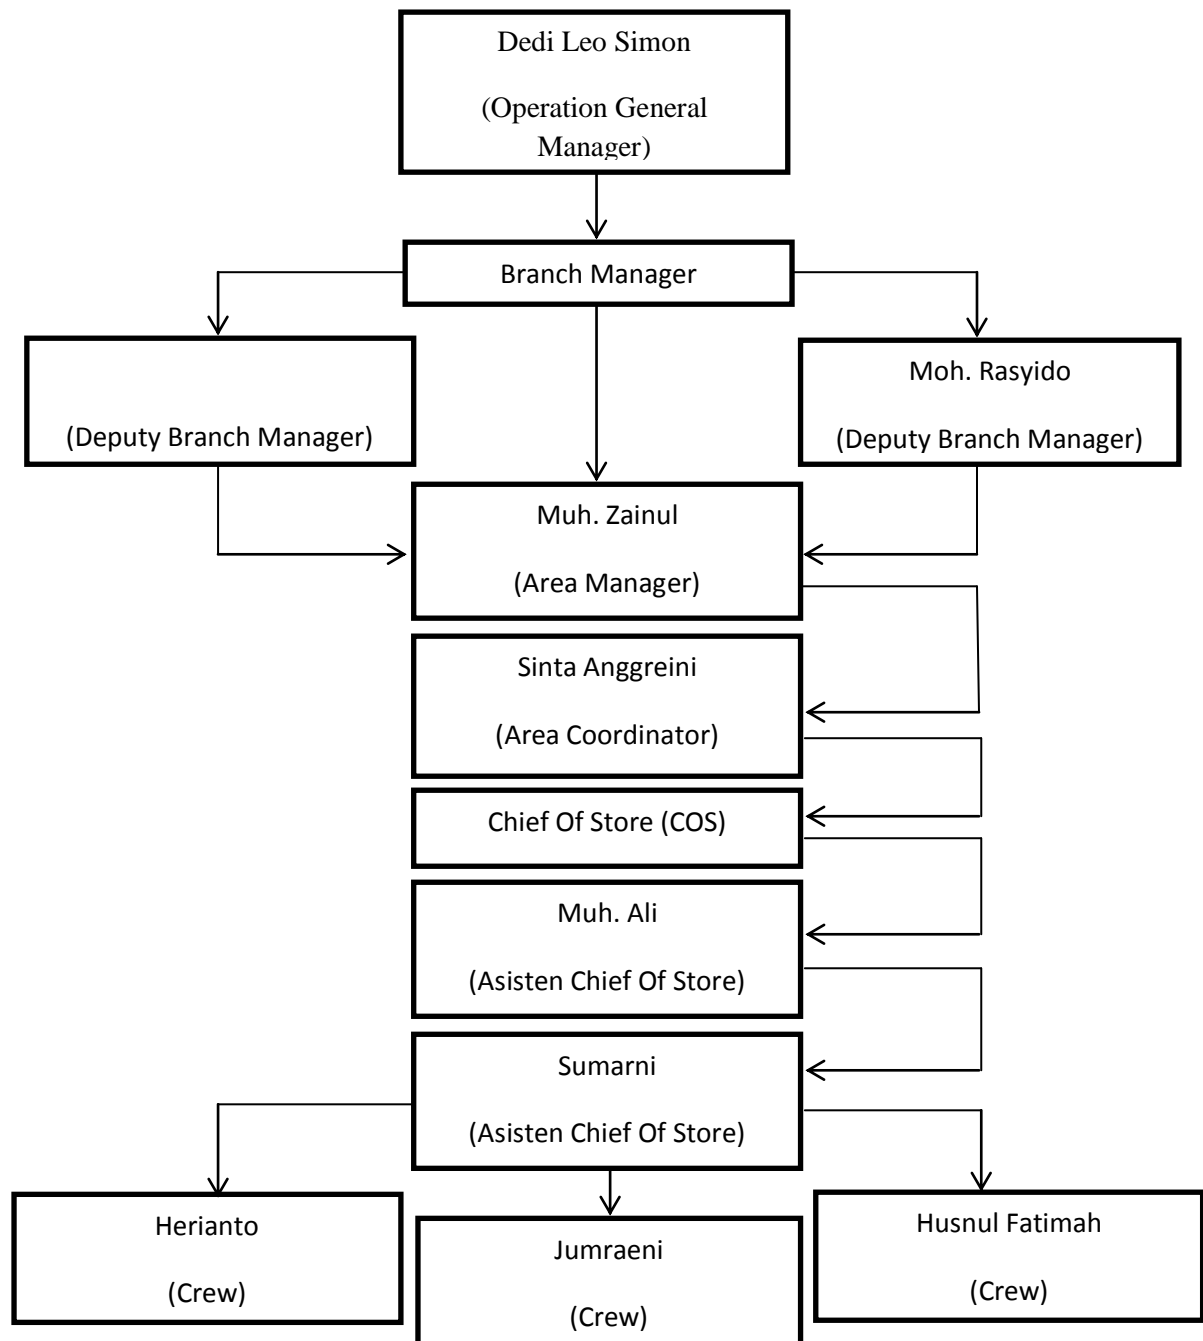 Dedi Leo Simon
(Operation General
Manager)
Branch Manager
(Deputy Branch Manager)
Moh. Rasyido
(Deputy Branch Manager)
Muh. Zainul
(Area Manager)
Sinta Anggreini
(Area Coordinator)
Chief Of Store (COS)
Muh. Ali
(Asisten Chief Of Store)
Sumarni
(Asisten Chief Of Store)
Herianto
(Crew)
Jumraeni
(Crew)
Husnul Fatimah
(Crew)